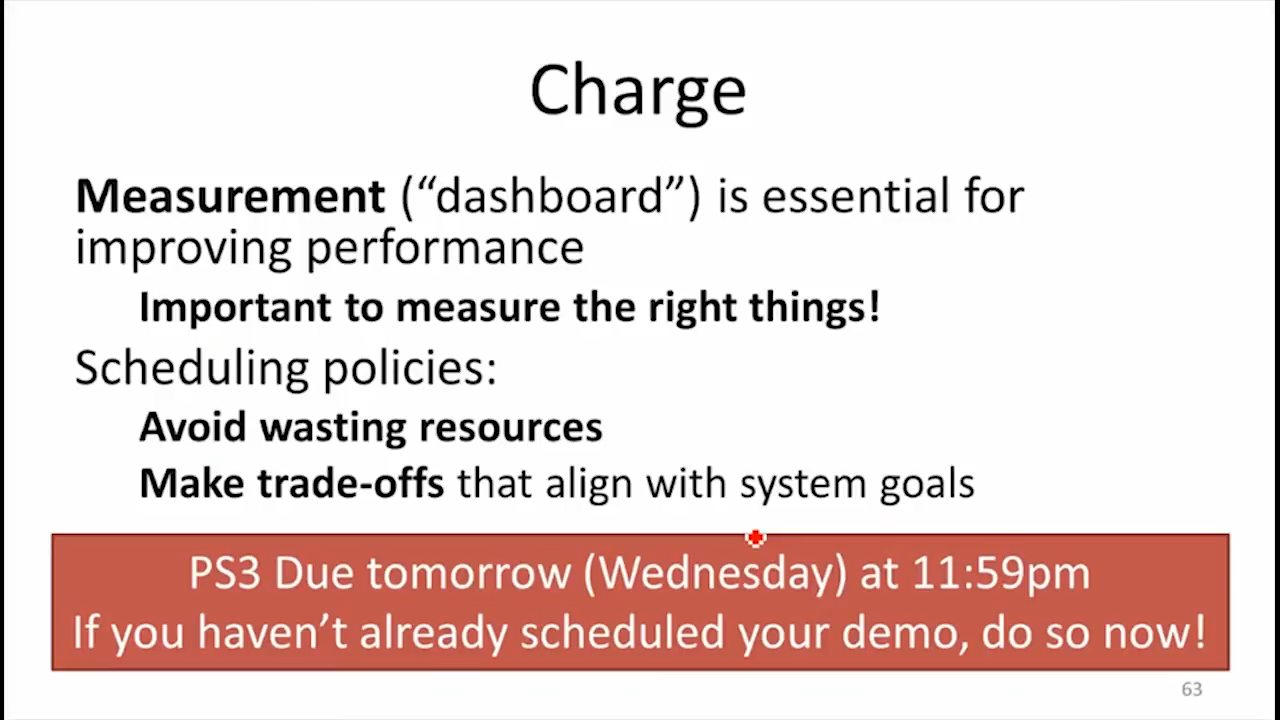 Charge
Measurement (“dashboard”) is essential for
improving performance
Important to measure the right things!
Scheduling policies:
Avoid wasting resources
Make trade-offs that align with system goals
PS3 Due tomorrow (Wednesday) at 11:59pm
If you haven’t already scheduled your demo, do so now!
63